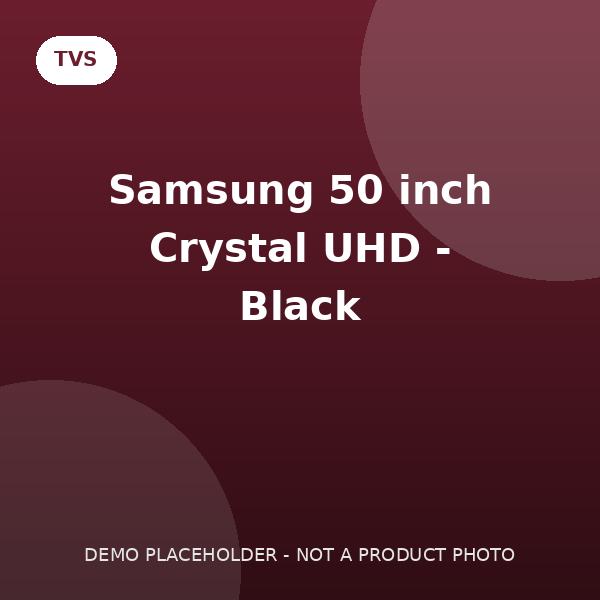 TVS
Samsung 50 inch
Crystal UHD -
Black
DEMO PLACEHOLDER - NOT A PRODUCT PHOTO